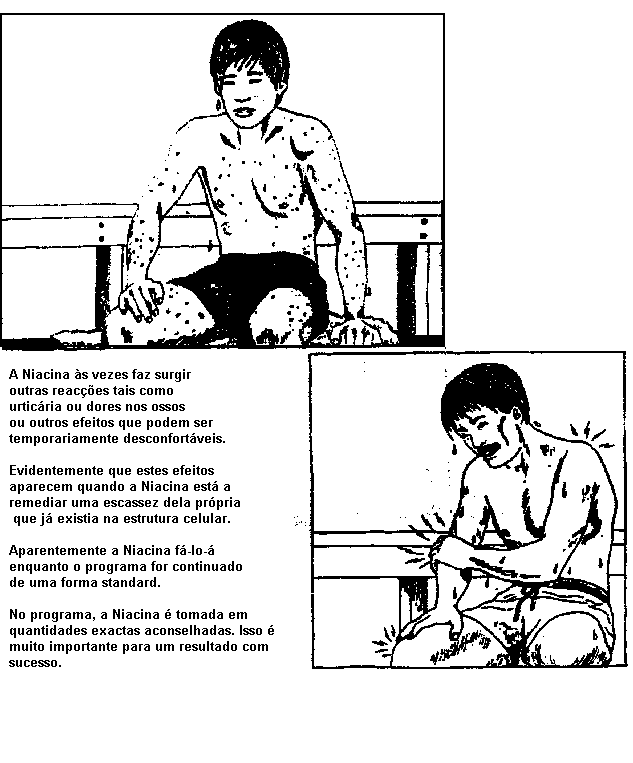 A Niacina às vezes faz surgir
outras reacções tais como
urticária ou dores nos ossos
ou outros efeitos que podem ser
temporariamente desconfortáveis.
Evidentemente que estes efeitos
aparecem quando a Niacina está a
remediar uma escassez dela própria
que já existia na estrutura celular.
Aparentemente a Niacina fá-lo-á
enquanto o programa for continuado
de uma forma standard.
No programa, a Niacina é tomada em
quantidades exactas aconselhadas. Isso é
muito importante para um resultado com
sucesso.